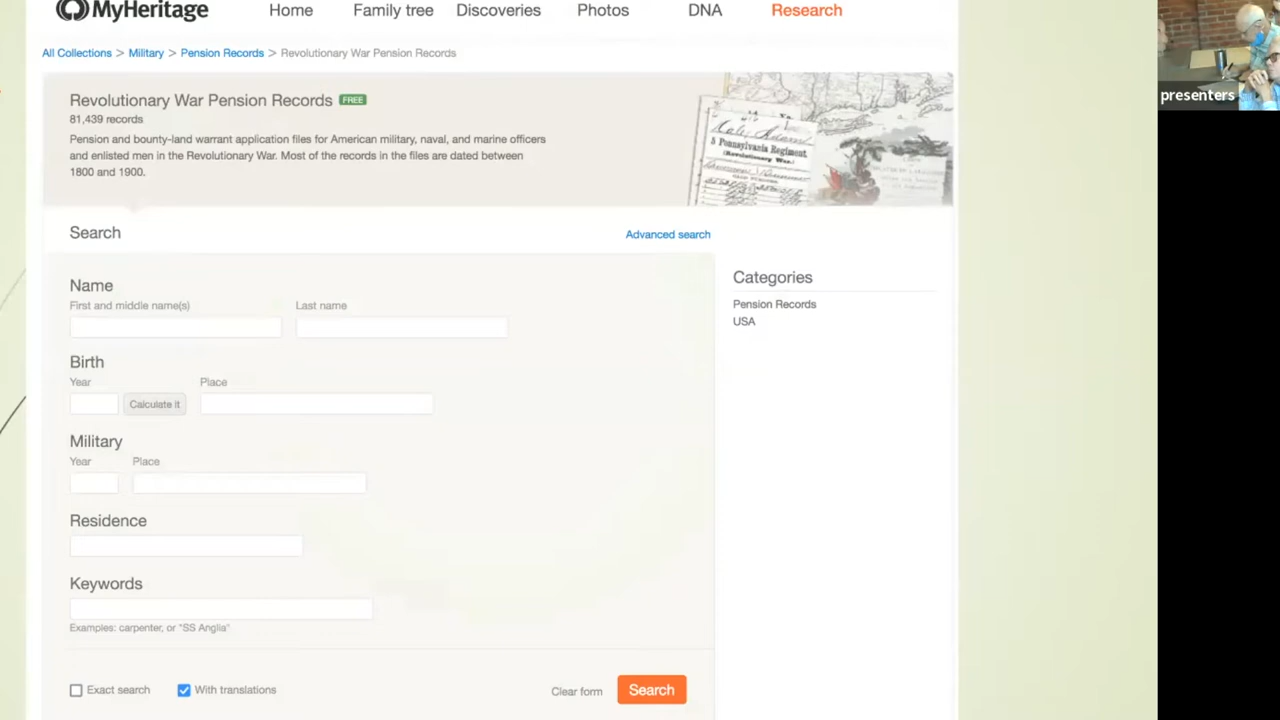 MyHeritage
Home Family tree Discoveries Photos DNA Research
All Collections > Military > Pension Records > Revolutionary War Pension Records
Revolutionary War Pension Records FREE
81,439 records
Pension and bounty-land warrant application files for American military, naval, and marine officers
and enlisted men in the Revolutionary War. Most of the records in the files are dated between
1800 and 1900.
5 Pennsylvania Regiment
(Revolutionary War.)
Search
Advanced search
Name
First and middle name(s) Last name
Birth
Year Place
Calculate it
Military
Year Place
Residence
Keywords
Examples: carpenter, or "SS Anglia"
Exact search With translations
Clear form Search
Categories
Pension Records
USA
presenters